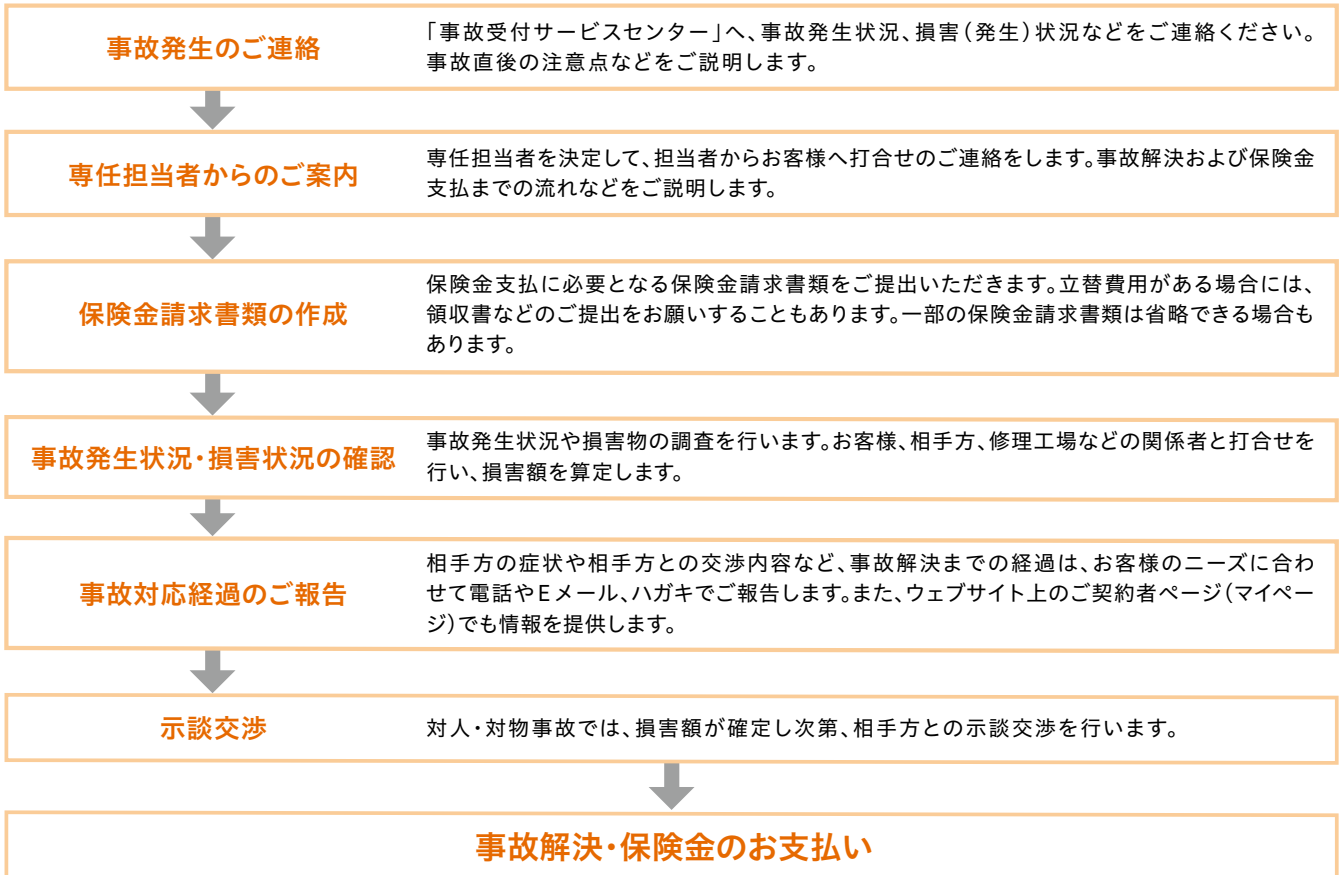 事故発生のご連絡
「事故受付サービスセンター」へ、事故発生状況、損害(発生)状況などをご連絡ください。
事故直後の注意点などをご説明します。
専任担当者からのご案内
専任担当者を決定して、担当者からお客様へ打合せのご連絡をします。事故解決および保険金
支払までの流れなどをご説明します。
保険金請求書類の作成
保険金支払に必要となる保険金請求書類をご提出いただきます。立替費用がある場合には、
領収書などのご提出をお願いすることもあります。一部の保険金請求書類は省略できる場合も
あります。
事故発生状況・損害状況の確認
事故発生状況や損害物の調査を行います。お客様、相手方、修理工場などの関係者と打合せを
行い、損害額を算定します。
事故対応経過のご報告
相手方の症状や相手方との交渉内容など、事故解決までの経過は、お客様のニーズに合わ
せて電話やEメール、ハガキでご報告します。また、ウェブサイト上のご契約者ページ(マイペー
ジ)でも情報を提供します。
示談交渉
対人・対物事故では、損害額が確定し次第、相手方との示談交渉を行います。
事故解決・保険金のお支払い